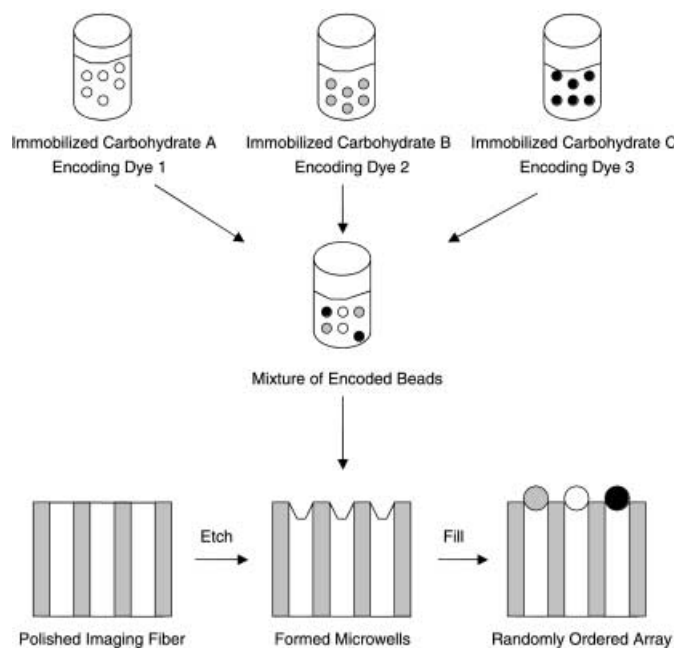 Immobilized Carbohydrate A
Encoding Dye 1
Immobilized Carbohydrate B
Encoding Dye 2
Immobilized Carbohydrate C
Encoding Dye 3
Mixture of Encoded Beads
Etch
Fill
Polished Imaging Fiber
Formed Microwells
Randomly Ordered Array